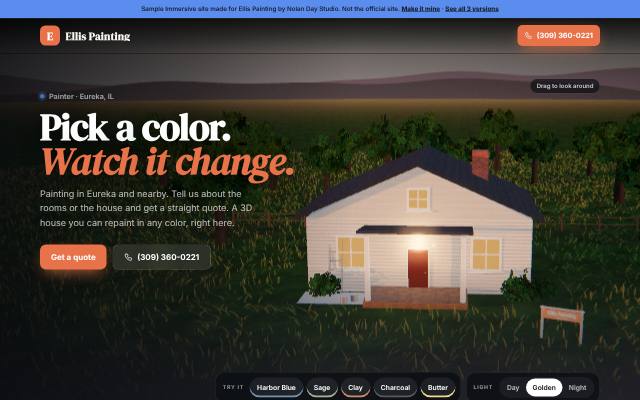 Sample Immersive site made for Ellis Painting by Nolan Day Studio. Not the official site. Make it mine · See all 3 versions
E Ellis Painting
(309) 360-0221
Drag to look around
Painter · Eureka, IL
Pick a color.
Watch it change.
Painting in Eureka and nearby. Tell us about the
rooms or the house and get a straight quote. A 3D
house you can repaint in any color, right here.
Get a quote
(309) 360-0221
Ellis Painting
TRY IT Harbor Blue Sage Clay Charcoal Butter
LIGHT Day Golden Night